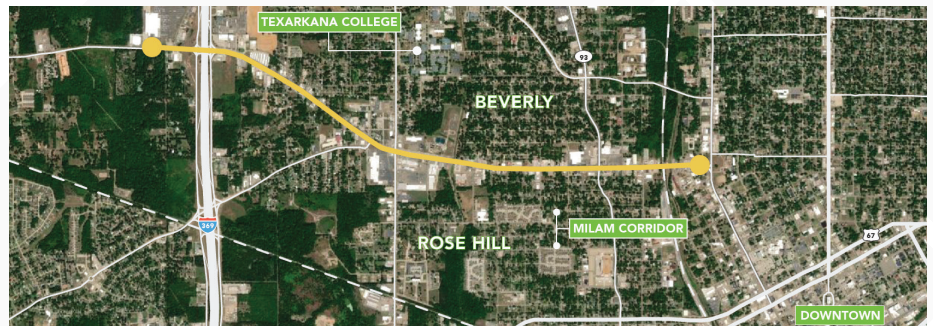 TEXARKANA COLLEGE
93
BEVERLY
369
MILAM CORRIDOR
ROSE HILL
67
DOWNTOWN